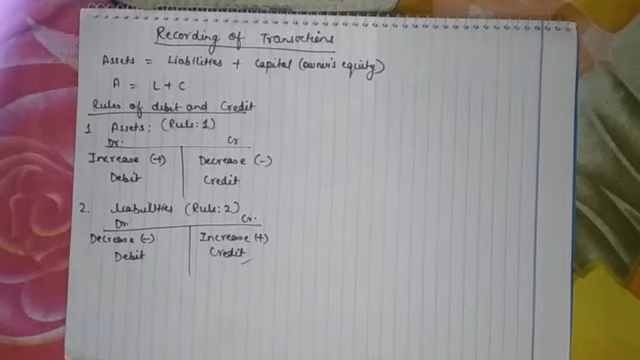 Recording of Transactions
Assets = Liabilities + Capital (owner's equity)
A = L + C
Rules of debit and Credit
1 Assets: (Rule: 1)
Dr. Cr
Increase (+) Decrease (-)
Debit Credit
2. Liabilities (Rule: 2)
Dr. Cr.
Decrease (-) Increase (+)
Debit Credit